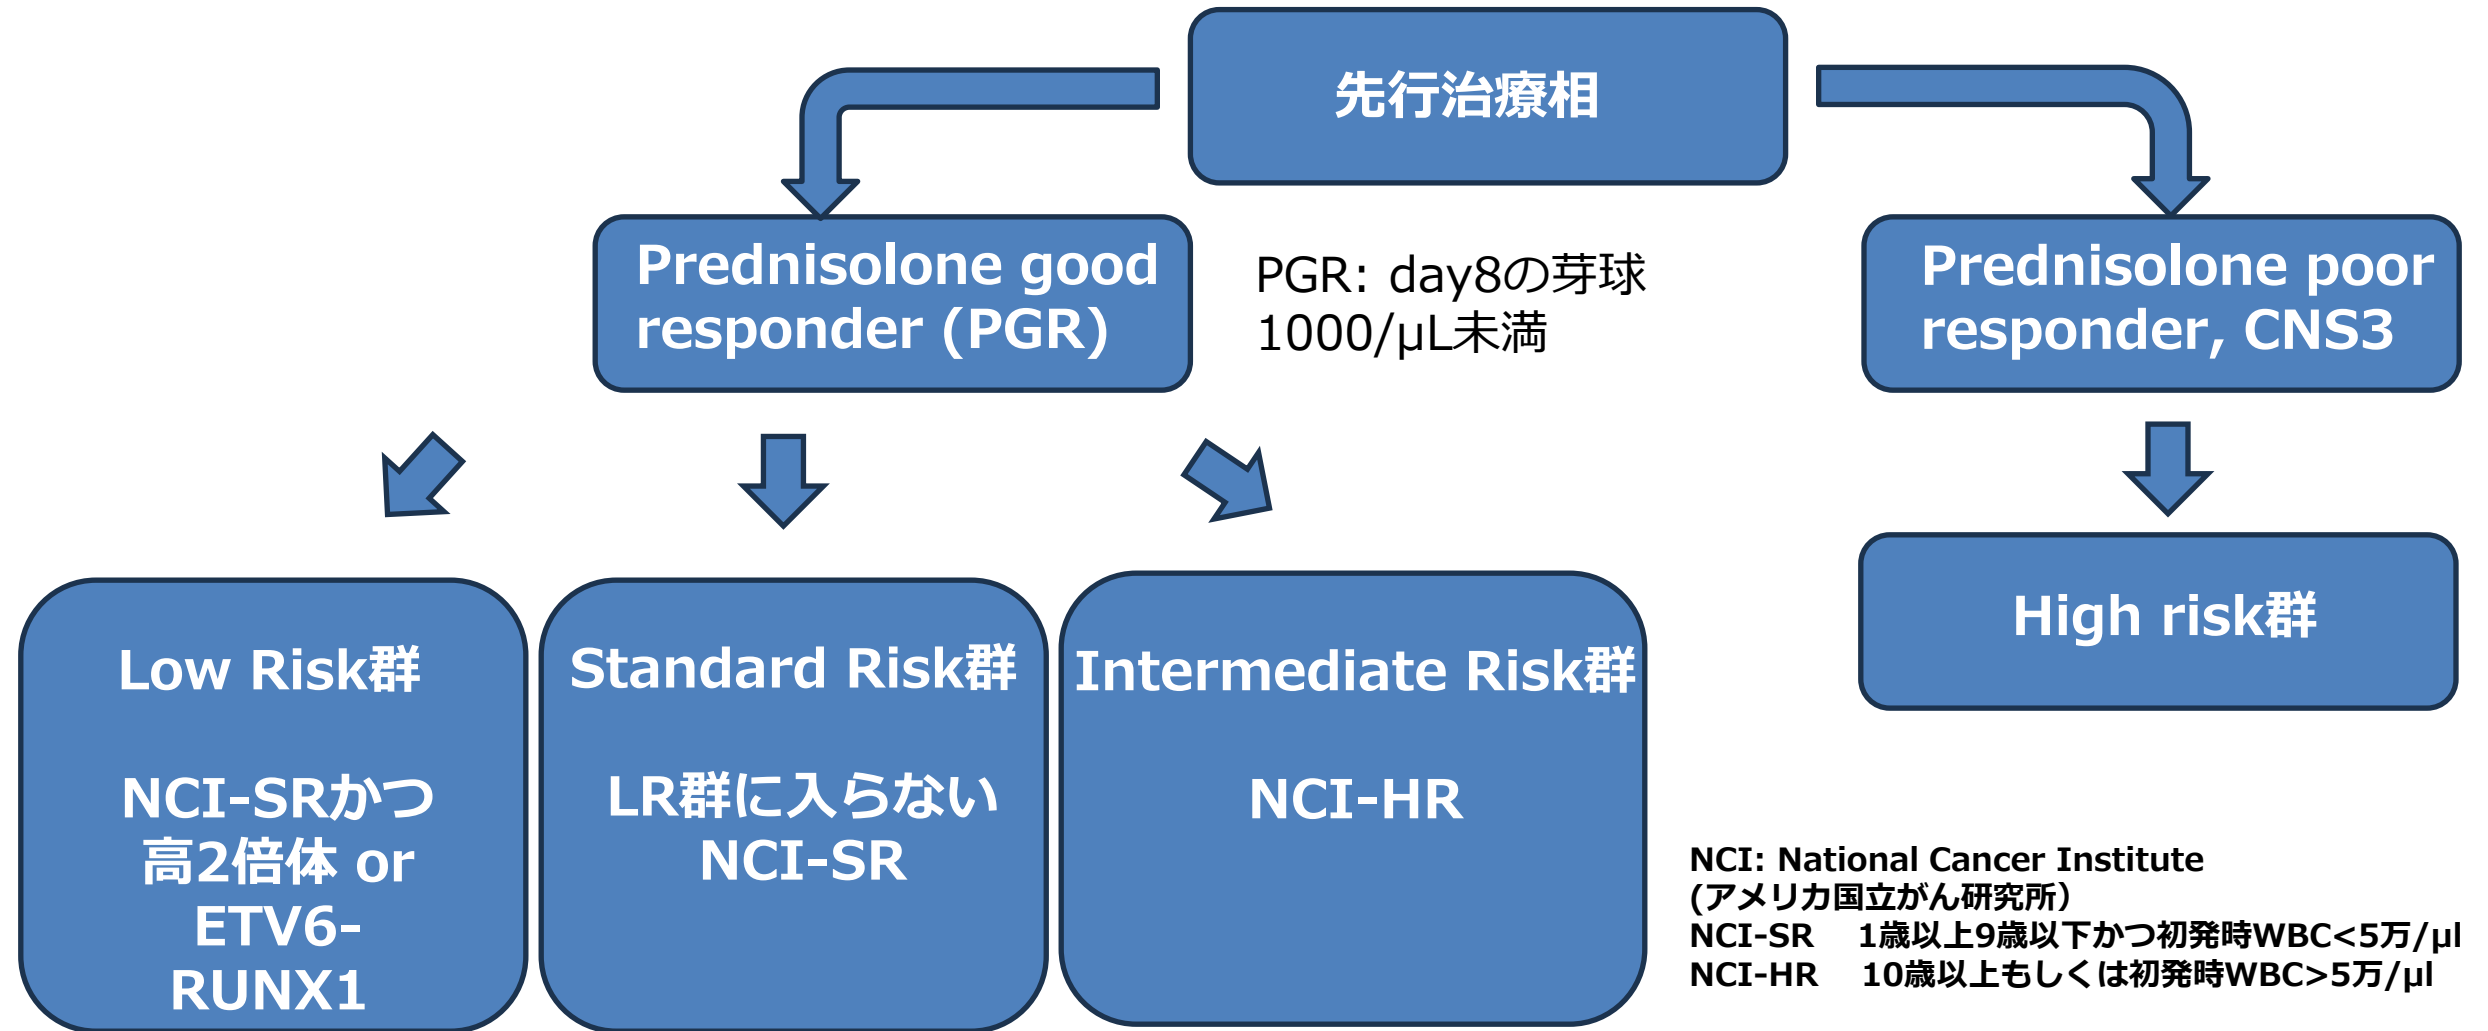 先行治療相
Prednisolone good
responder (PGR)
PGR: day8の芽球
1000/μL未満
Prednisolone poor
responder, CNS3
Low Risk群
NCI-SRかつ
高2倍体 or
ETV6-
RUNX1
Standard Risk群
LR群に入らない
NCI-SR
Intermediate Risk群
NCI-HR
High risk群
NCI: National Cancer Institute
(アメリカ国立がん研究所）
NCI-SR　1歳以上9歳以下かつ初発時WBC<5万/μl
NCI-HR　10歳以上もしくは初発時WBC>5万/μl